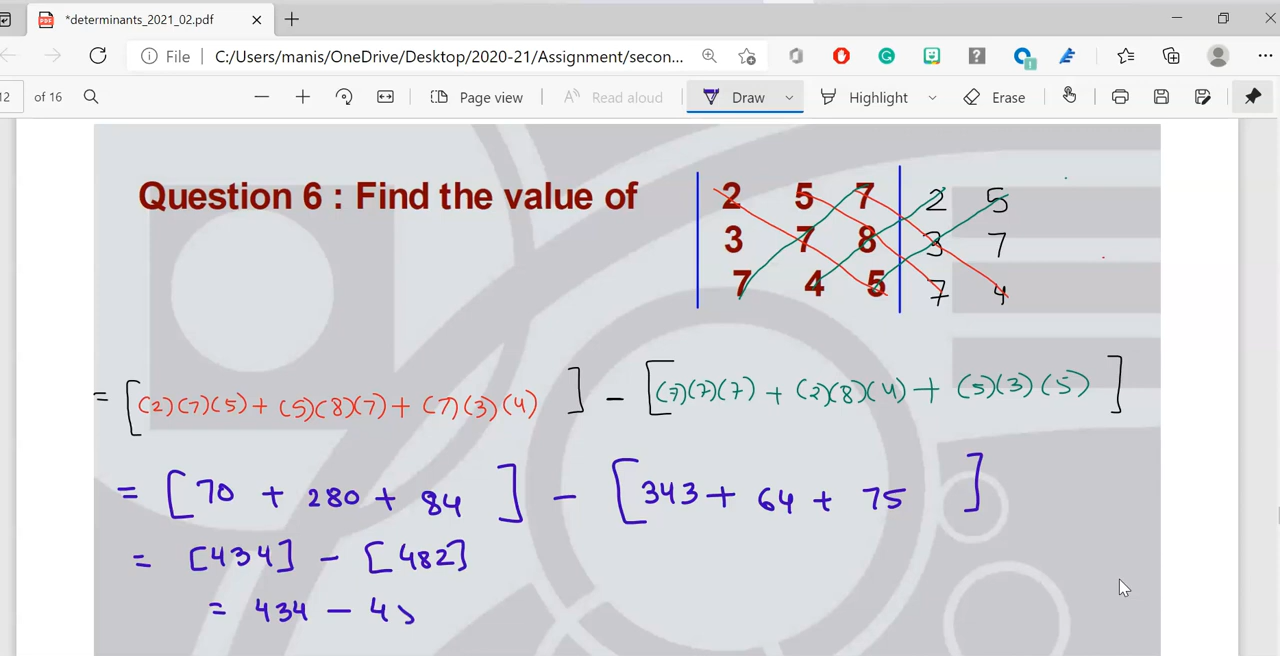 *determinants_2021_02.pdf
File C:/Users/manis/OneDrive/Desktop/2020-21/Assignment/secon...
12 of 16 Page view Read aloud Draw Highlight Erase
Question 6 : Find the value of
2 5 7 2 5
3 7 8 3 7
7 4 5 7 4
= [(2)(7)(5) + (5)(8)(7) + (7)(3)(4)] - [(7)(7)(7) + (2)(8)(4) + (5)(3)(5)]
= [70 + 280 + 84] - [343 + 64 + 75]
= [434] - [482]
= 434 - 4